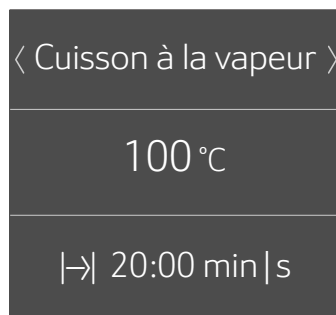 〈 Cuisson à la vapeur 〉
100 °C
|→| 20:00 min|s